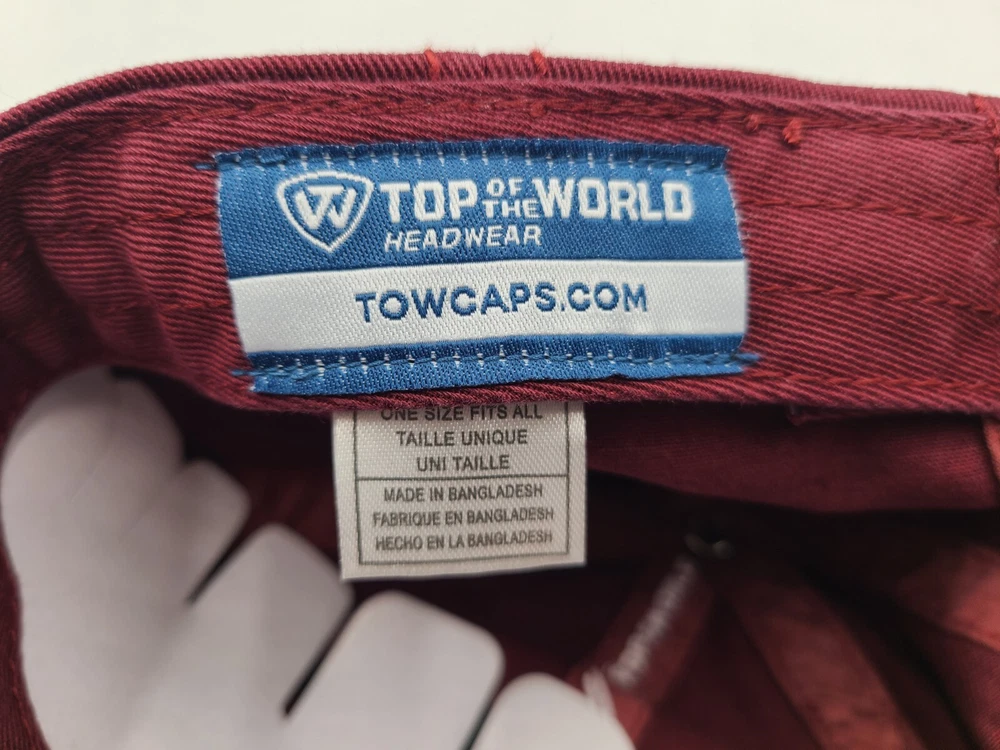 TW TOP OF THE WORLD
HEADWEAR
TOWCAPS.COM
ONE SIZE FITS ALL
TAILLE UNIQUE
UNI TAILLE
MADE IN BANGLADESH
FABRIQUE EN BANGLADESH
HECHO EN LA BANGLADESH